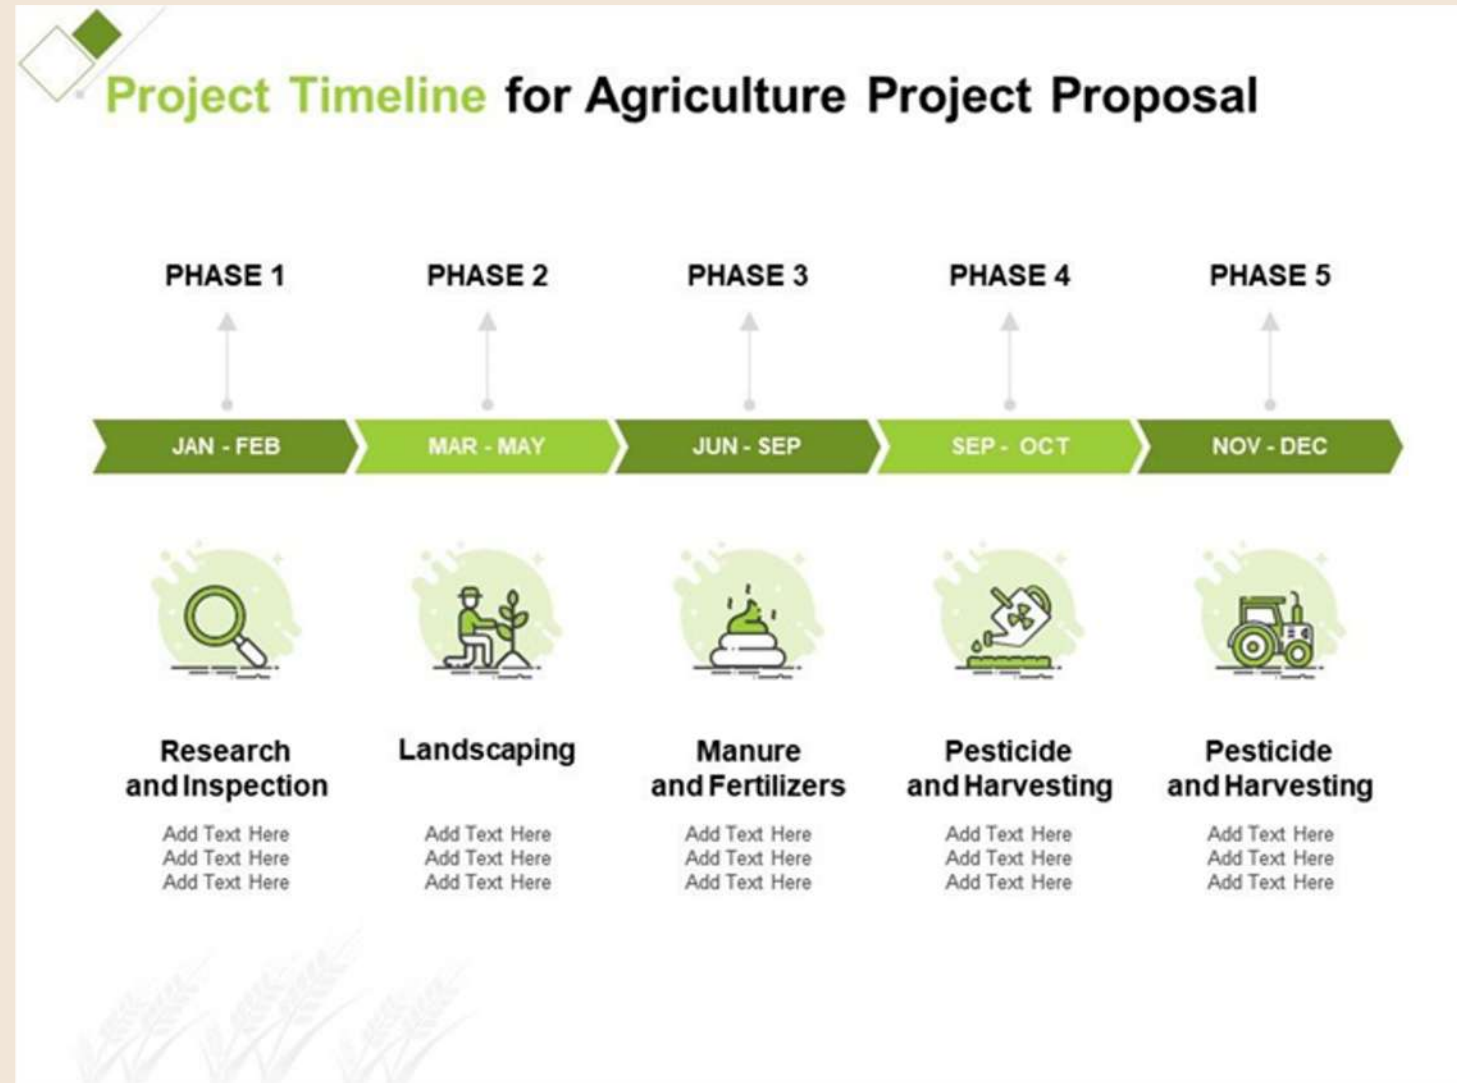 Project Timeline for Agriculture Project Proposal
PHASE 1
PHASE 2
PHASE 3
PHASE 4
PHASE 5
JAN - FEB
MAR - MAY
JUN - SEP
SEP - OCT
NOV - DEC
Research
and Inspection
Add Text Here
Add Text Here
Add Text Here
Landscaping
Add Text Here
Add Text Here
Add Text Here
Manure
and Fertilizers
Add Text Here
Add Text Here
Add Text Here
Pesticide
and Harvesting
Add Text Here
Add Text Here
Add Text Here
Pesticide
and Harvesting
Add Text Here
Add Text Here
Add Text Here